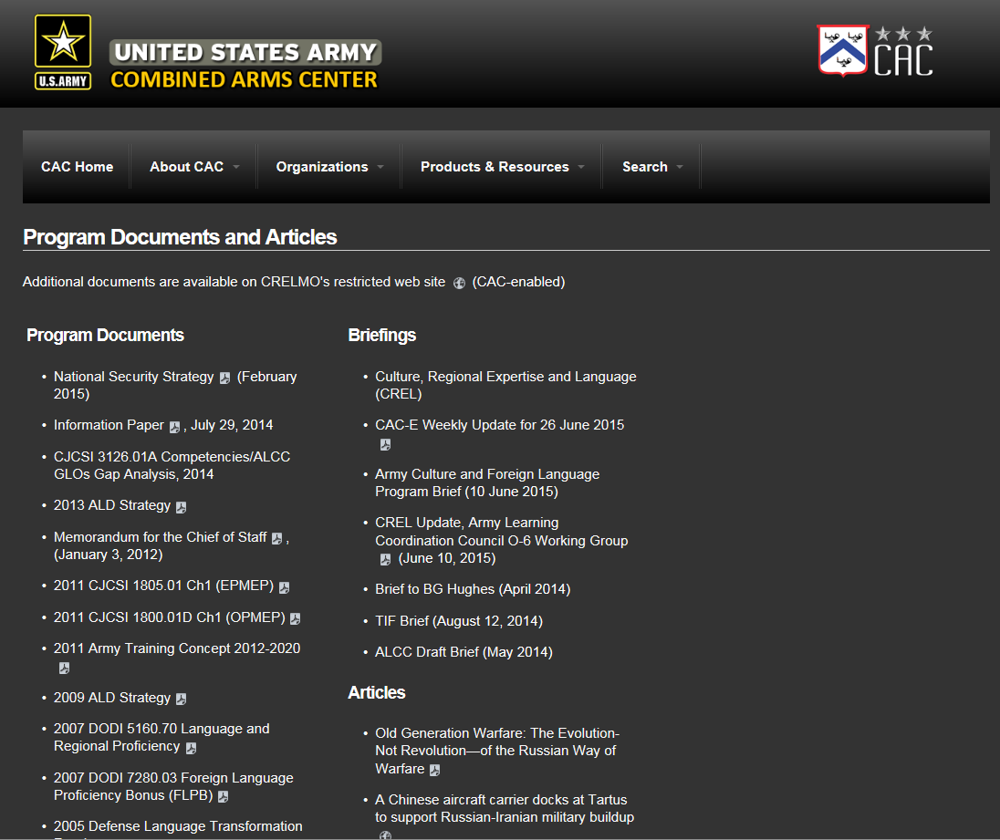 U.S.ARMY
UNITED STATES ARMY
COMBINED ARMS CENTER
CAC
CAC Home
About CAC
Organizations
Products & Resources
Search
Program Documents and Articles
Additional documents are available on CRELMO's restricted web site (CAC-enabled)
Program Documents
• National Security Strategy (February
2015)
• Information Paper , July 29, 2014
• CJCSI 3126.01A Competencies/ALCC
GLOs Gap Analysis, 2014
• 2013 ALD Strategy
• Memorandum for the Chief of Staff ,
(January 3, 2012)
• 2011 CJCSI 1805.01 Ch1 (EPMEP)
• 2011 CJCSI 1800.01D Ch1 (OPMEP)
• 2011 Army Training Concept 2012-2020
• 2009 ALD Strategy
• 2007 DODI 5160.70 Language and
Regional Proficiency
• 2007 DODI 7280.03 Foreign Language
Proficiency Bonus (FLPB)
• 2005 Defense Language Transformation
Briefings
• Culture, Regional Expertise and Language
(CREL)
• CAC-E Weekly Update for 26 June 2015
• Army Culture and Foreign Language
Program Brief (10 June 2015)
• CREL Update, Army Learning
Coordination Council O-6 Working Group
(June 10, 2015)
• Brief to BG Hughes (April 2014)
• TIF Brief (August 12, 2014)
• ALCC Draft Brief (May 2014)
Articles
• Old Generation Warfare: The Evolution-
Not Revolution—of the Russian Way of
Warfare
• A Chinese aircraft carrier docks at Tartus
to support Russian-Iranian military buildup